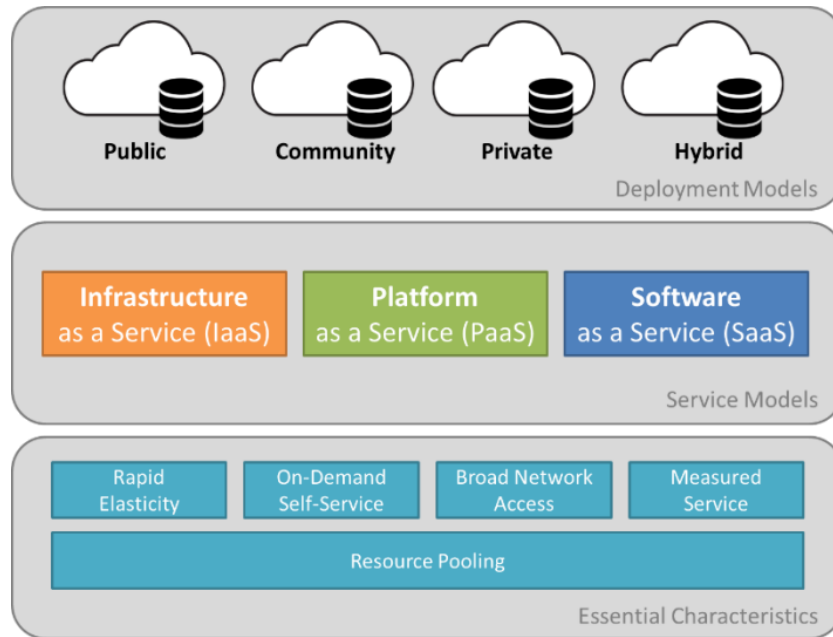 Public
Community
Private
Hybrid
Deployment Models
Infrastructure
as a Service (IaaS)
Platform
as a Service (PaaS)
Software
as a Service (SaaS)
Service Models
Rapid
Elasticity
On-Demand
Self-Service
Broad Network
Access
Measured
Service
Resource Pooling
Essential Characteristics